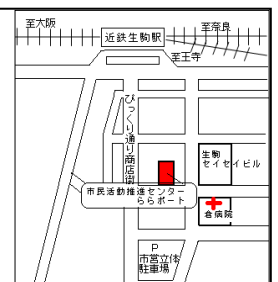 至大阪
近鉄生駒駅
至奈良
至王寺
びっくり通り商店街
生駒
セイセイビル
市民活動推進センター
ららポート
倉病院
P
市営立体
駐車場